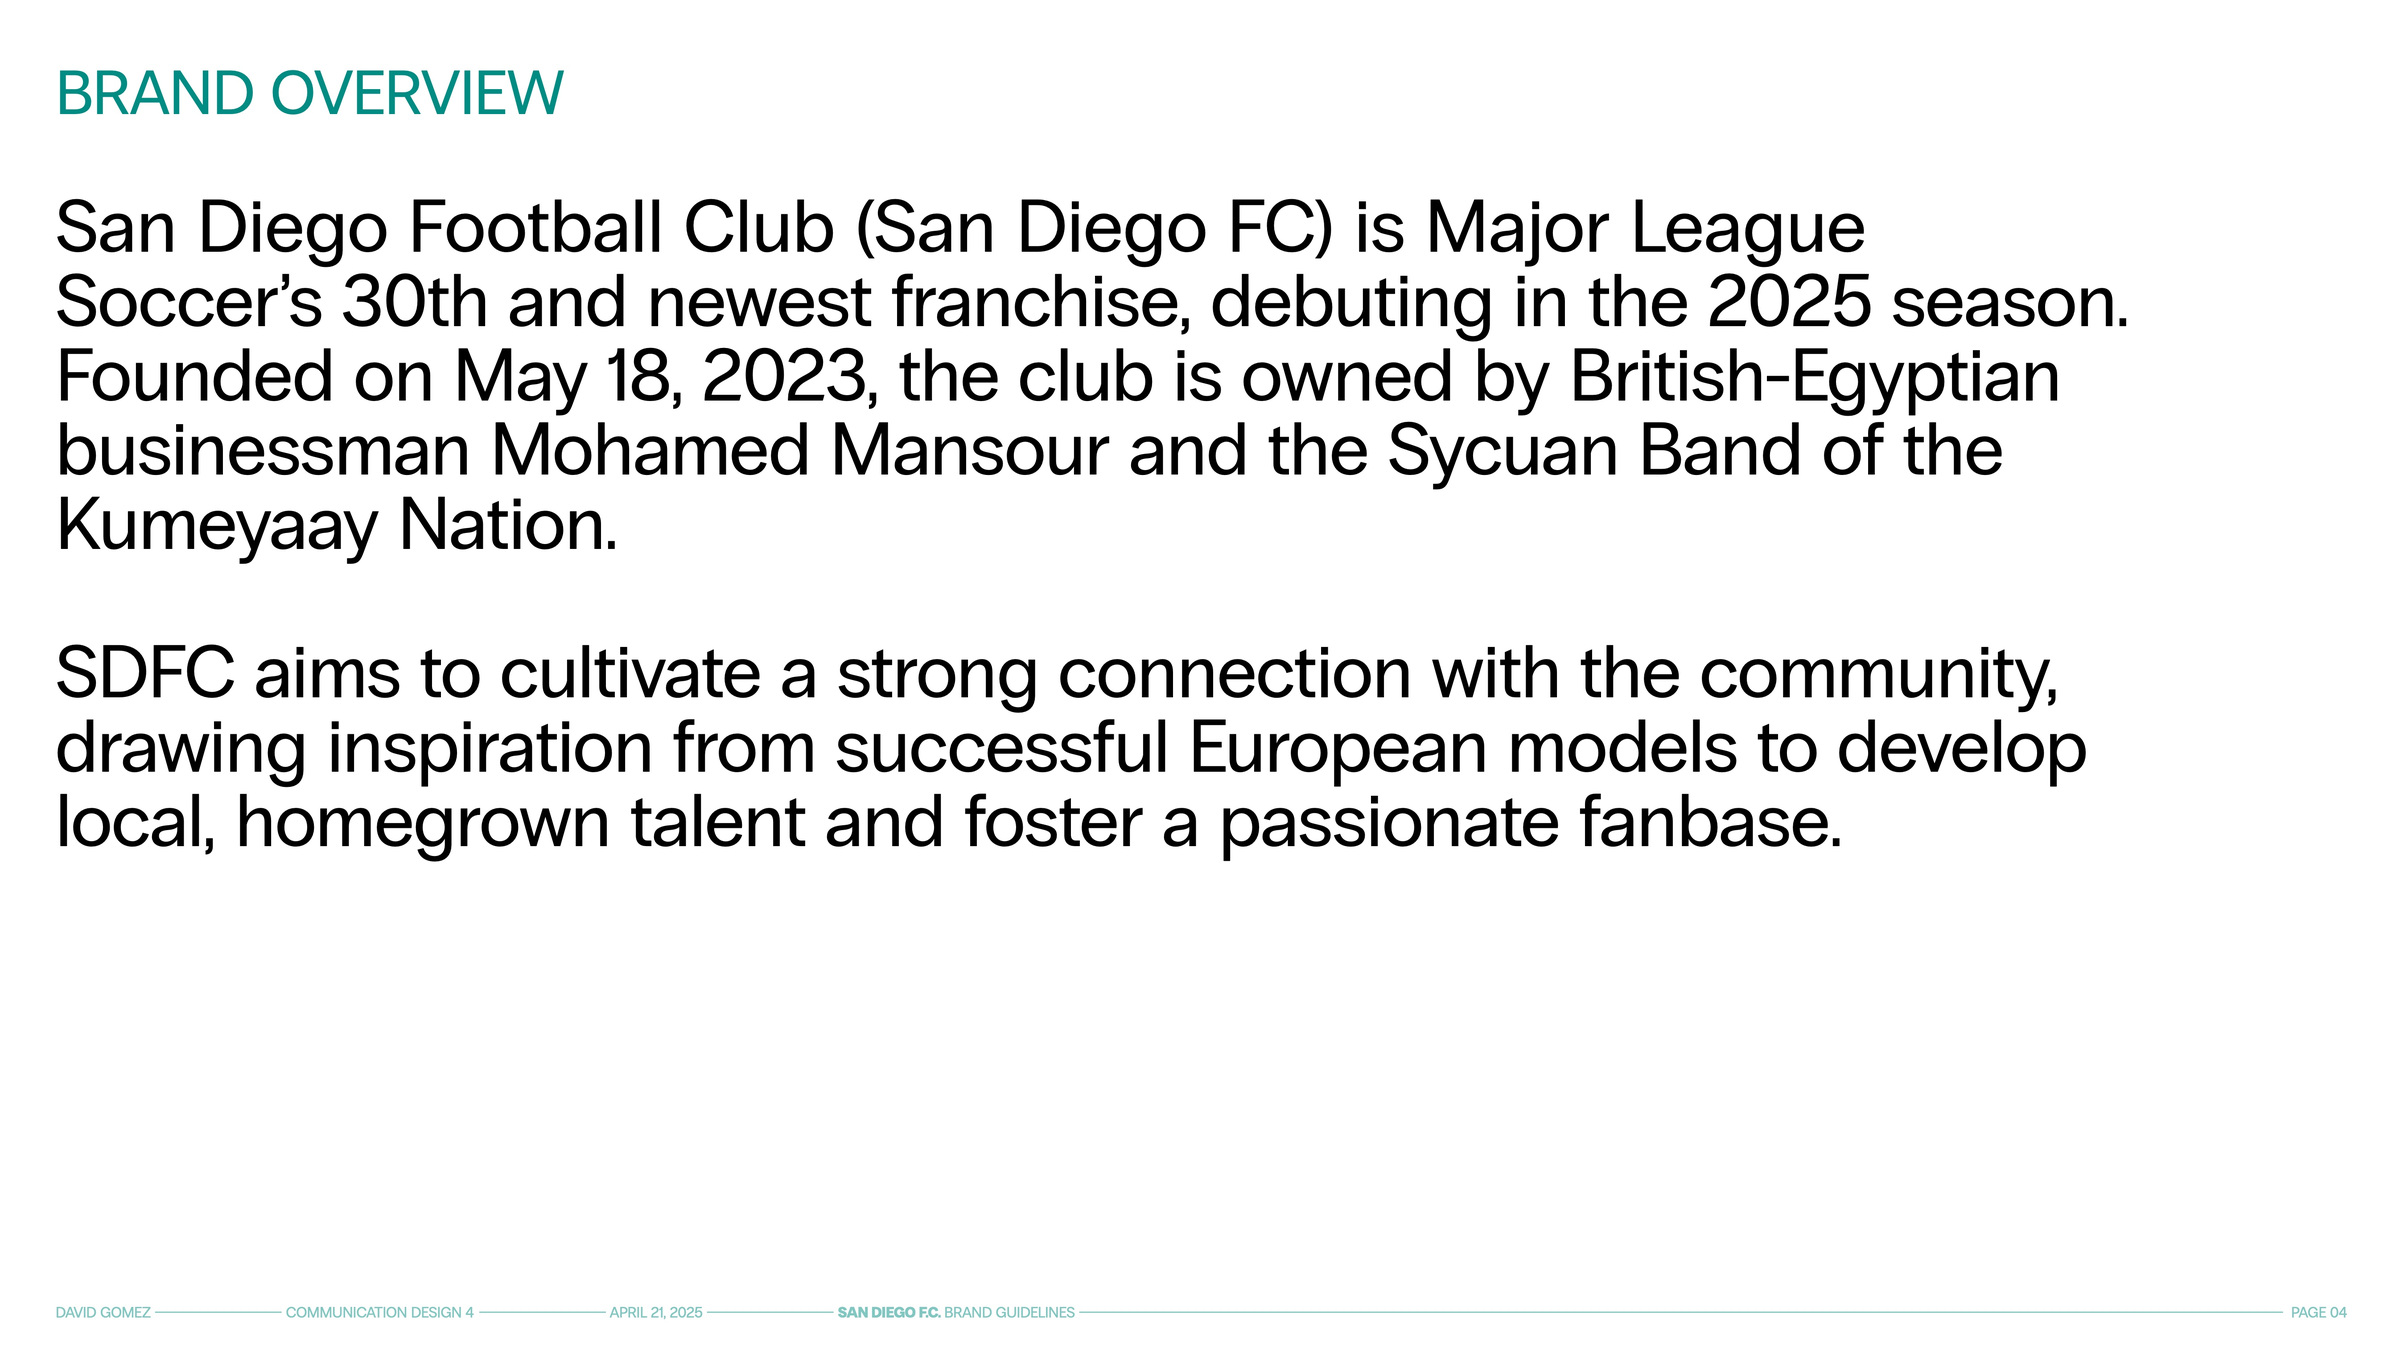 BRAND OVERVIEW
San Diego Football Club (San Diego FC) is Major League
Soccer’s 30th and newest franchise, debuting in the 2025 season.
Founded on May 18, 2023, the club is owned by British-Egyptian
businessman Mohamed Mansour and the Sycuan Band of the
Kumeyaay Nation.
SDFC aims to cultivate a strong connection with the community,
drawing inspiration from successful European models to develop
local, homegrown talent and foster a passionate fanbase.
DAVID GOMEZ COMMUNICATION DESIGN 4 APRIL 21, 2025 SAN DIEGO F.C. BRAND GUIDELINES PAGE 04